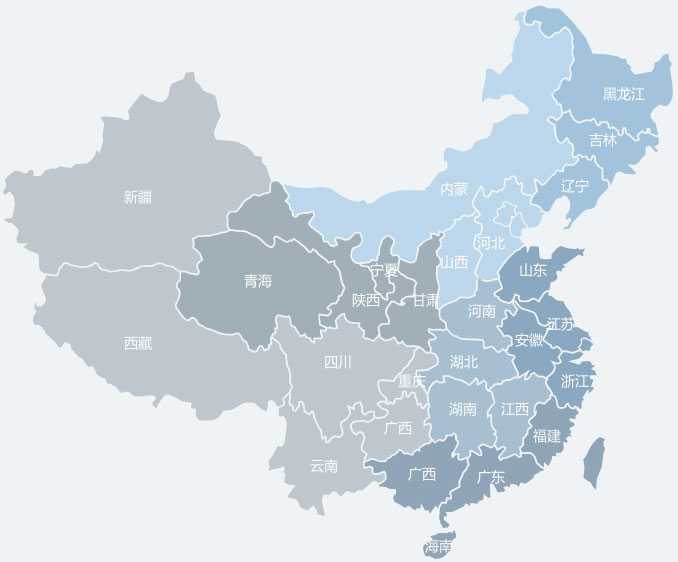 黑龙江
吉林
辽宁
内蒙
新疆
河北
山西
宁夏
山东
青海
陕西
甘肃
河南
江苏
安徽
西藏
四川
湖北
重庆
浙江
湖南
江西
广西
福建
云南
广西
广东
海南